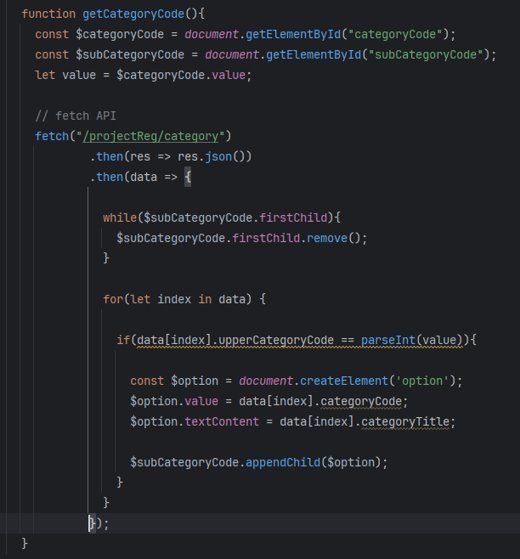 function getCategoryCode(){
const $categoryCode = document.getElementById("categoryCode");
const $subCategoryCode = document.getElementById("subCategoryCode");
let value = $categoryCode.value;
// fetch API
fetch("/projectReg/category")
.then(res => res.json())
.then(data => {
while($subCategoryCode.firstChild){
$subCategoryCode.firstChild.remove();
}
for(let index in data) {
if(data[index].upperCategoryCode == parseInt(value)){
const $option = document.createElement('option');
$option.value = data[index].categoryCode;
$option.textContent = data[index].categoryTitle;
$subCategoryCode.appendChild($option);
}
}
});
}